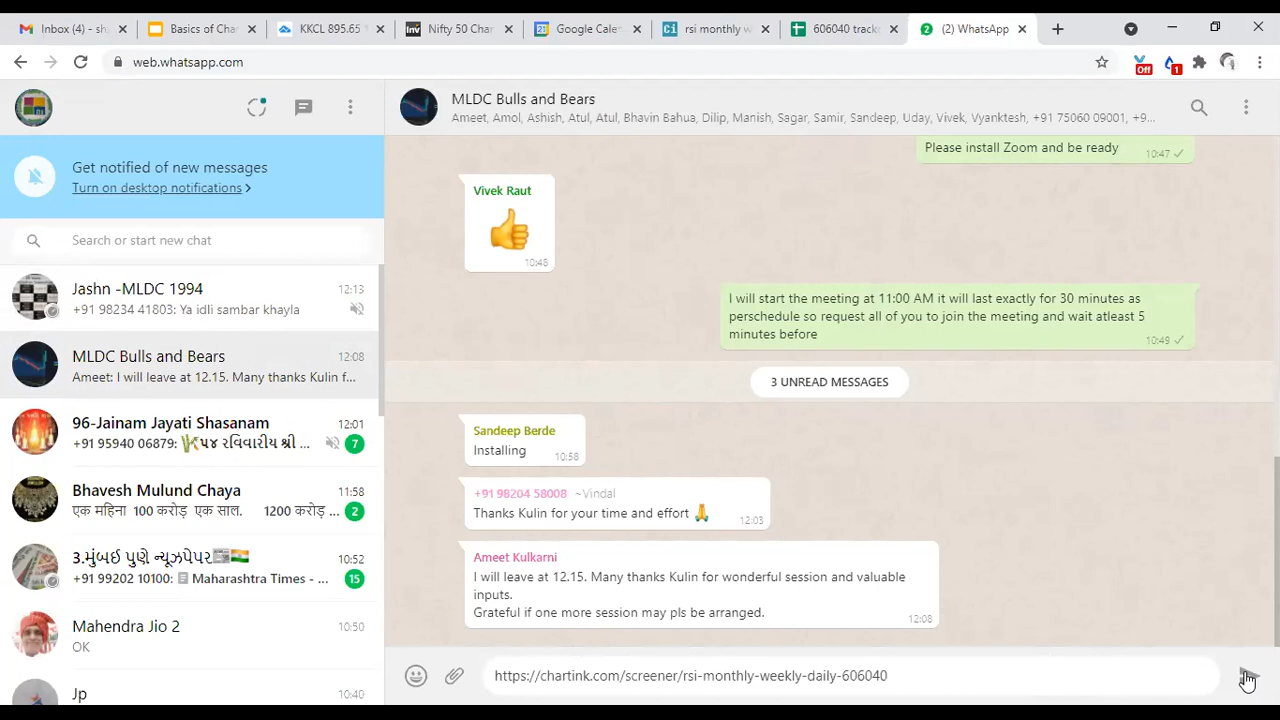 Inbox (4)
Basics of Cha
KKCL 895.65
Nifty 50 Char
Google Cale
rsi monthly w
606040 track
(2) WhatsApp
web.whatsapp.com
Off
1
MLDC Bulls and Bears
Ameet, Amol, Ashish, Atul, Atul, Bhavin Bahua, Dilip, Manish, Sagar, Samir, Sandeep, Uday, Vivek, Vyanktesh, +91 75060 09001, +9...
Get notified of new messages
Turn on desktop notifications >
Search or start new chat
Jashn -MLDC 1994
12:13
+91 98234 41803: Ya idli sambar khayla
MLDC Bulls and Bears
12:08
Ameet: I will leave at 12.15. Many thanks Kulin f...
96-Jainam Jayati Shasanam
12:01
+91 95940 06879: ૫૪ રવિવારીય શ્રી ...
7
Bhavesh Mulund Chaya
11:58
एक महिना 100 करोड़ एक साल. 1200 करोड़ ...
2
3.મુંબઈ પુણે ન્યૂઝપેપર
10:52
+91 99202 10100: Maharashtra Times - ...
15
Mahendra Jio 2
10:50
OK
Jp
10:40
Please install Zoom and be ready
10:47
Vivek Raut
10:48
I will start the meeting at 11:00 AM it will last exactly for 30 minutes as
perschedule so request all of you to join the meeting and wait atleast 5
minutes before
10:49
3 UNREAD MESSAGES
Sandeep Berde
Installing
10:58
+91 98204 58008 ~Vindal
Thanks Kulin for your time and effort
12:03
Ameet Kulkarni
I will leave at 12.15. Many thanks Kulin for wonderful session and valuable
inputs.
Grateful if one more session may pls be arranged.
12:08
https://chartink.com/screener/rsi-monthly-weekly-daily-606040